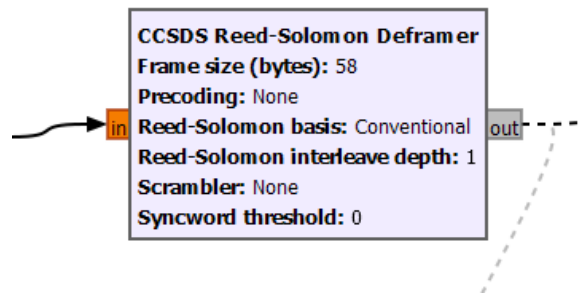 CCSDS Reed-Solomon Deframer
Frame size (bytes): 58
Precoding: None
in
Reed-Solomon basis: Conventional
out
Reed-Solomon interleave depth: 1
Scrambler: None
Syncword threshold: 0